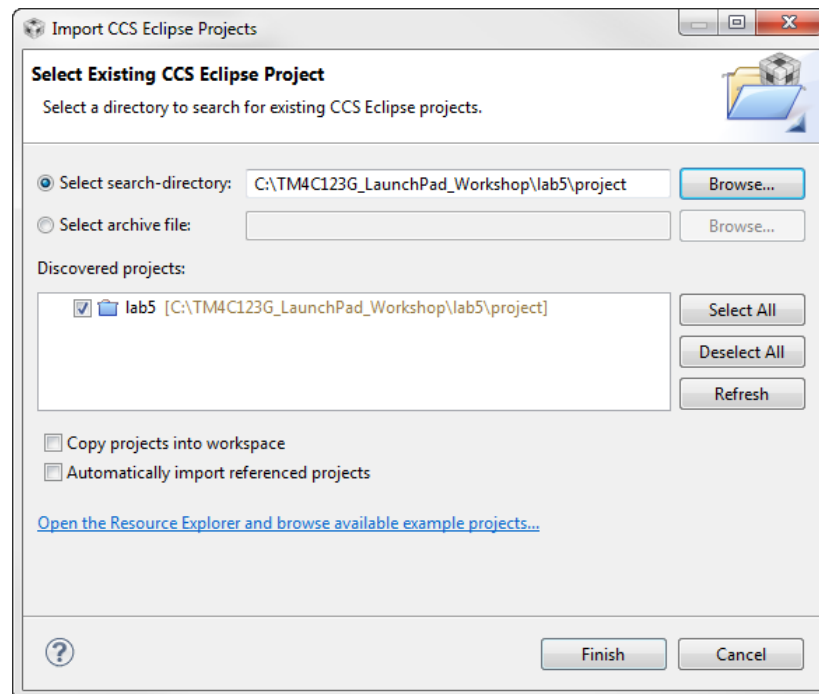 Import CCS Eclipse Projects
Select Existing CCS Eclipse Project
Select a directory to search for existing CCS Eclipse projects.
Select search-directory: C:\TM4C123G_LaunchPad_Workshop\lab5\project Browse...
Select archive file: Browse...
Discovered projects:
lab5 [C:\TM4C123G_LaunchPad_Workshop\lab5\project]
Select All
Deselect All
Refresh
Copy projects into workspace
Automatically import referenced projects
Open the Resource Explorer and browse available example projects...
? Finish Cancel